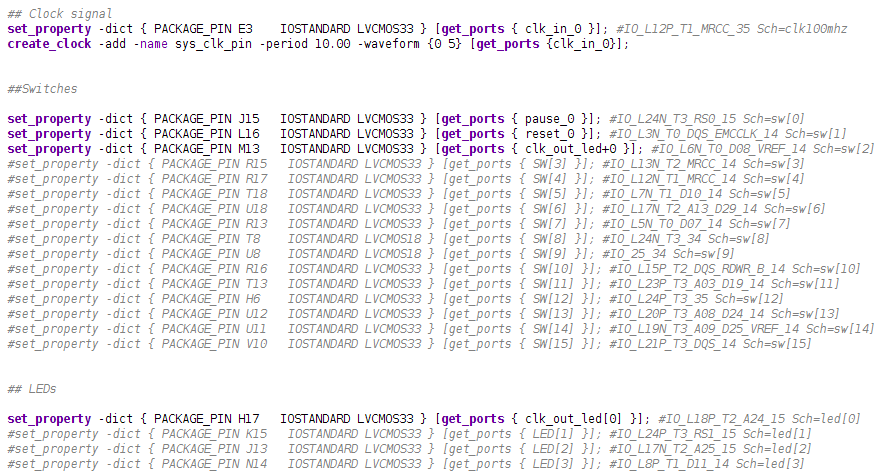 ## Clock signal
set_property -dict { PACKAGE_PIN E3    IOSTANDARD LVCMOS33 } [get_ports { clk_in_0 }]; #IO_L12P_T1_MRCC_35 Sch=clk100mhz
create_clock -add -name sys_clk_pin -period 10.00 -waveform {0 5} [get_ports {clk_in_0}];
##Switches
set_property -dict { PACKAGE_PIN J15   IOSTANDARD LVCMOS33 } [get_ports { pause_0 }]; #IO_L24N_T3_RS0_15 Sch=sw[0]
set_property -dict { PACKAGE_PIN L16   IOSTANDARD LVCMOS33 } [get_ports { reset_0 }]; #IO_L3N_T0_DQS_EMCCLK_14 Sch=sw[1]
set_property -dict { PACKAGE_PIN M13   IOSTANDARD LVCMOS33 } [get_ports { clk_out_led+0 }]; #IO_L6N_T0_D08_VREF_14 Sch=sw[2]
#set_property -dict { PACKAGE_PIN R15   IOSTANDARD LVCMOS33 } [get_ports { SW[3] }]; #IO_L13N_T2_MRCC_14 Sch=sw[3]
#set_property -dict { PACKAGE_PIN R17   IOSTANDARD LVCMOS33 } [get_ports { SW[4] }]; #IO_L12N_T1_MRCC_14 Sch=sw[4]
#set_property -dict { PACKAGE_PIN T18   IOSTANDARD LVCMOS33 } [get_ports { SW[5] }]; #IO_L7N_T1_D10_14 Sch=sw[5]
#set_property -dict { PACKAGE_PIN U18   IOSTANDARD LVCMOS33 } [get_ports { SW[6] }]; #IO_L17N_T2_A13_D29_14 Sch=sw[6]
#set_property -dict { PACKAGE_PIN R13   IOSTANDARD LVCMOS33 } [get_ports { SW[7] }]; #IO_L5N_T0_D07_14 Sch=sw[7]
#set_property -dict { PACKAGE_PIN T8    IOSTANDARD LVCMOS18 } [get_ports { SW[8] }]; #IO_L24N_T3_34 Sch=sw[8]
#set_property -dict { PACKAGE_PIN U8    IOSTANDARD LVCMOS18 } [get_ports { SW[9] }]; #IO_25_34 Sch=sw[9]
#set_property -dict { PACKAGE_PIN R16   IOSTANDARD LVCMOS33 } [get_ports { SW[10] }]; #IO_L15P_T2_DQS_RDWR_B_14 Sch=sw[10]
#set_property -dict { PACKAGE_PIN T13   IOSTANDARD LVCMOS33 } [get_ports { SW[11] }]; #IO_L23P_T3_A03_D19_14 Sch=sw[11]
#set_property -dict { PACKAGE_PIN H6    IOSTANDARD LVCMOS33 } [get_ports { SW[12] }]; #IO_L24P_T3_35 Sch=sw[12]
#set_property -dict { PACKAGE_PIN U12   IOSTANDARD LVCMOS33 } [get_ports { SW[13] }]; #IO_L20P_T3_A08_D24_14 Sch=sw[13]
#set_property -dict { PACKAGE_PIN U11   IOSTANDARD LVCMOS33 } [get_ports { SW[14] }]; #IO_L19N_T3_A09_D25_VREF_14 Sch=sw[14]
#set_property -dict { PACKAGE_PIN V10   IOSTANDARD LVCMOS33 } [get_ports { SW[15] }]; #IO_L21P_T3_DQS_14 Sch=sw[15]
## LEDs
set_property -dict { PACKAGE_PIN H17   IOSTANDARD LVCMOS33 } [get_ports { clk_out_led[0] }]; #IO_L18P_T2_A24_15 Sch=led[0]
#set_property -dict { PACKAGE_PIN K15   IOSTANDARD LVCMOS33 } [get_ports { LED[1] }]; #IO_L24P_T3_RS1_15 Sch=led[1]
#set_property -dict { PACKAGE_PIN J13   IOSTANDARD LVCMOS33 } [get_ports { LED[2] }]; #IO_L17N_T2_A25_15 Sch=led[2]
#set_property -dict { PACKAGE_PIN N14   IOSTANDARD LVCMOS33 } [get_ports { LED[3] }]; #IO_L8P_T1_D11_14 Sch=led[3]